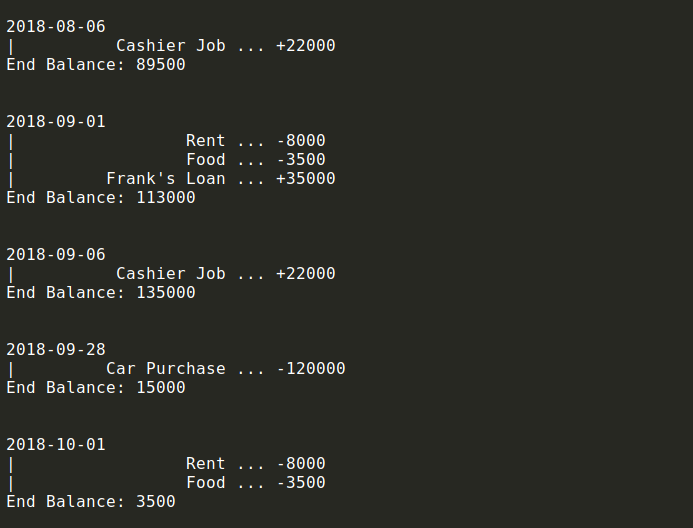 2018-08-06
|          Cashier Job ... +22000
End Balance: 89500
2018-09-01
|                 Rent ... -8000
|                 Food ... -3500
|         Frank's Loan ... +35000
End Balance: 113000
2018-09-06
|          Cashier Job ... +22000
End Balance: 135000
2018-09-28
|         Car Purchase ... -120000
End Balance: 15000
2018-10-01
|                 Rent ... -8000
|                 Food ... -3500
End Balance: 3500